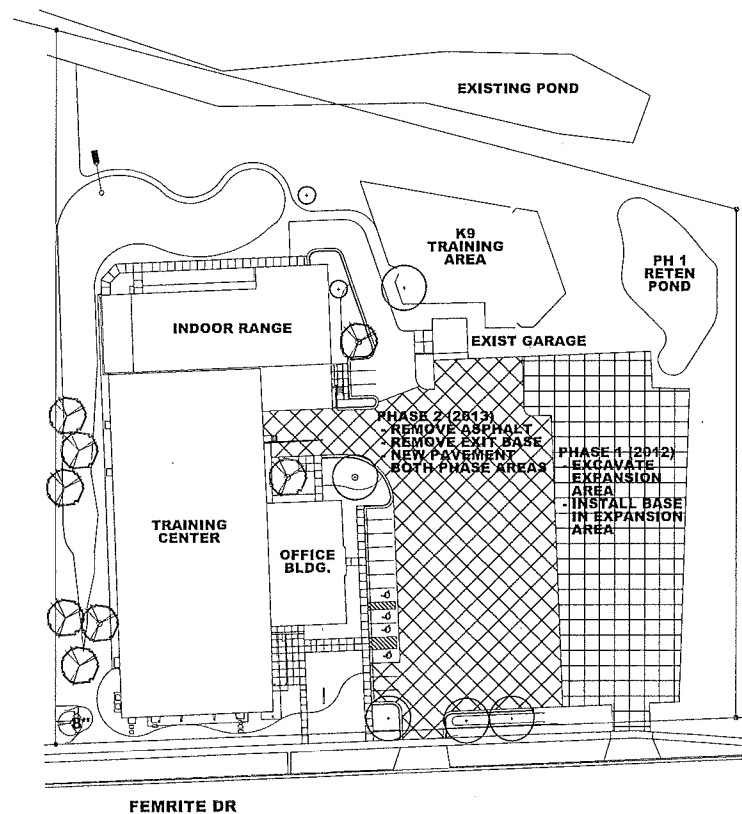 EXISTING POND
K9
TRAINING
AREA
PH 1
RETEN
POND
INDOOR RANGE
EXIST GARAGE
PHASE 2 (2013)
- REMOVE ASPHALT
- REMOVE EXIT BASE
- NEW PAVEMENT
BOTH PHASE AREAS
PHASE 1 (2012)
- EXCAVATE
EXPANSION
AREA
- INSTALL BASE
IN EXPANSION
AREA
TRAINING
CENTER
OFFICE
BLDG.
FEMRITE DR